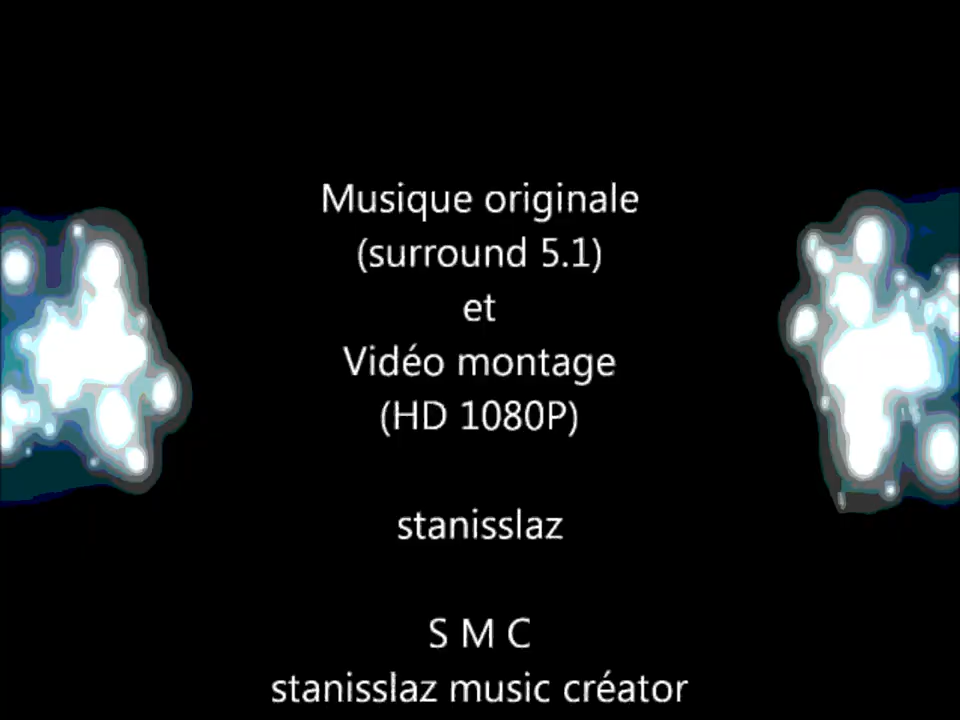 Musique originale
(surround 5.1)
et
Vidéo montage
(HD 1080P)
stanisslaz
S M C
stanisslaz music créator